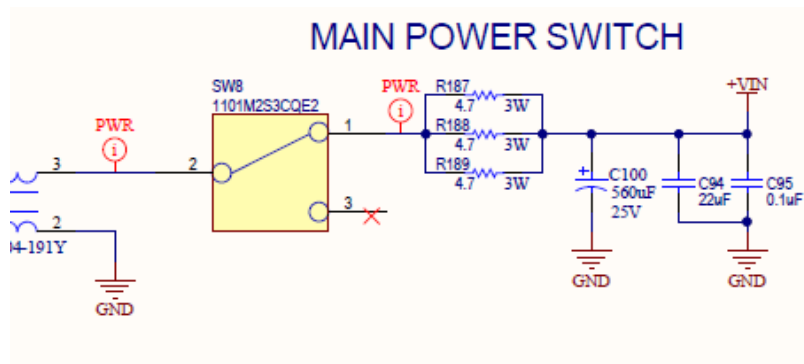 MAIN POWER SWITCH
SW8
1101M2S3CQE2
PWR
i
3
2
04-191Y
GND
2
1
3
PWR
i
R187
4.7 3W
R188
4.7 3W
R189
4.7 3W
+
C100
560uF
25V
GND
+VIN
C94
22uF
C95
0.1uF
GND